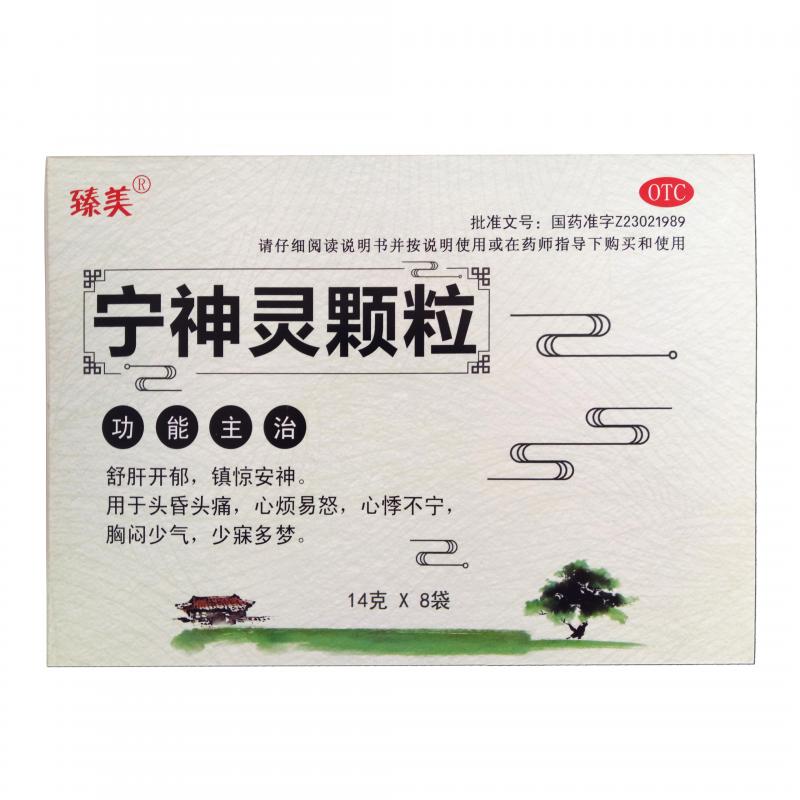 臻美®
OTC
批准文号：国药准字Z23021989
请仔细阅读说明书并按说明使用或在药师指导下购买和使用
宁神灵颗粒
功能主治
舒肝开郁，镇惊安神。
用于头昏头痛，心烦易怒，心悸不宁，
胸闷少气，少寐多梦。
14克 X 8袋